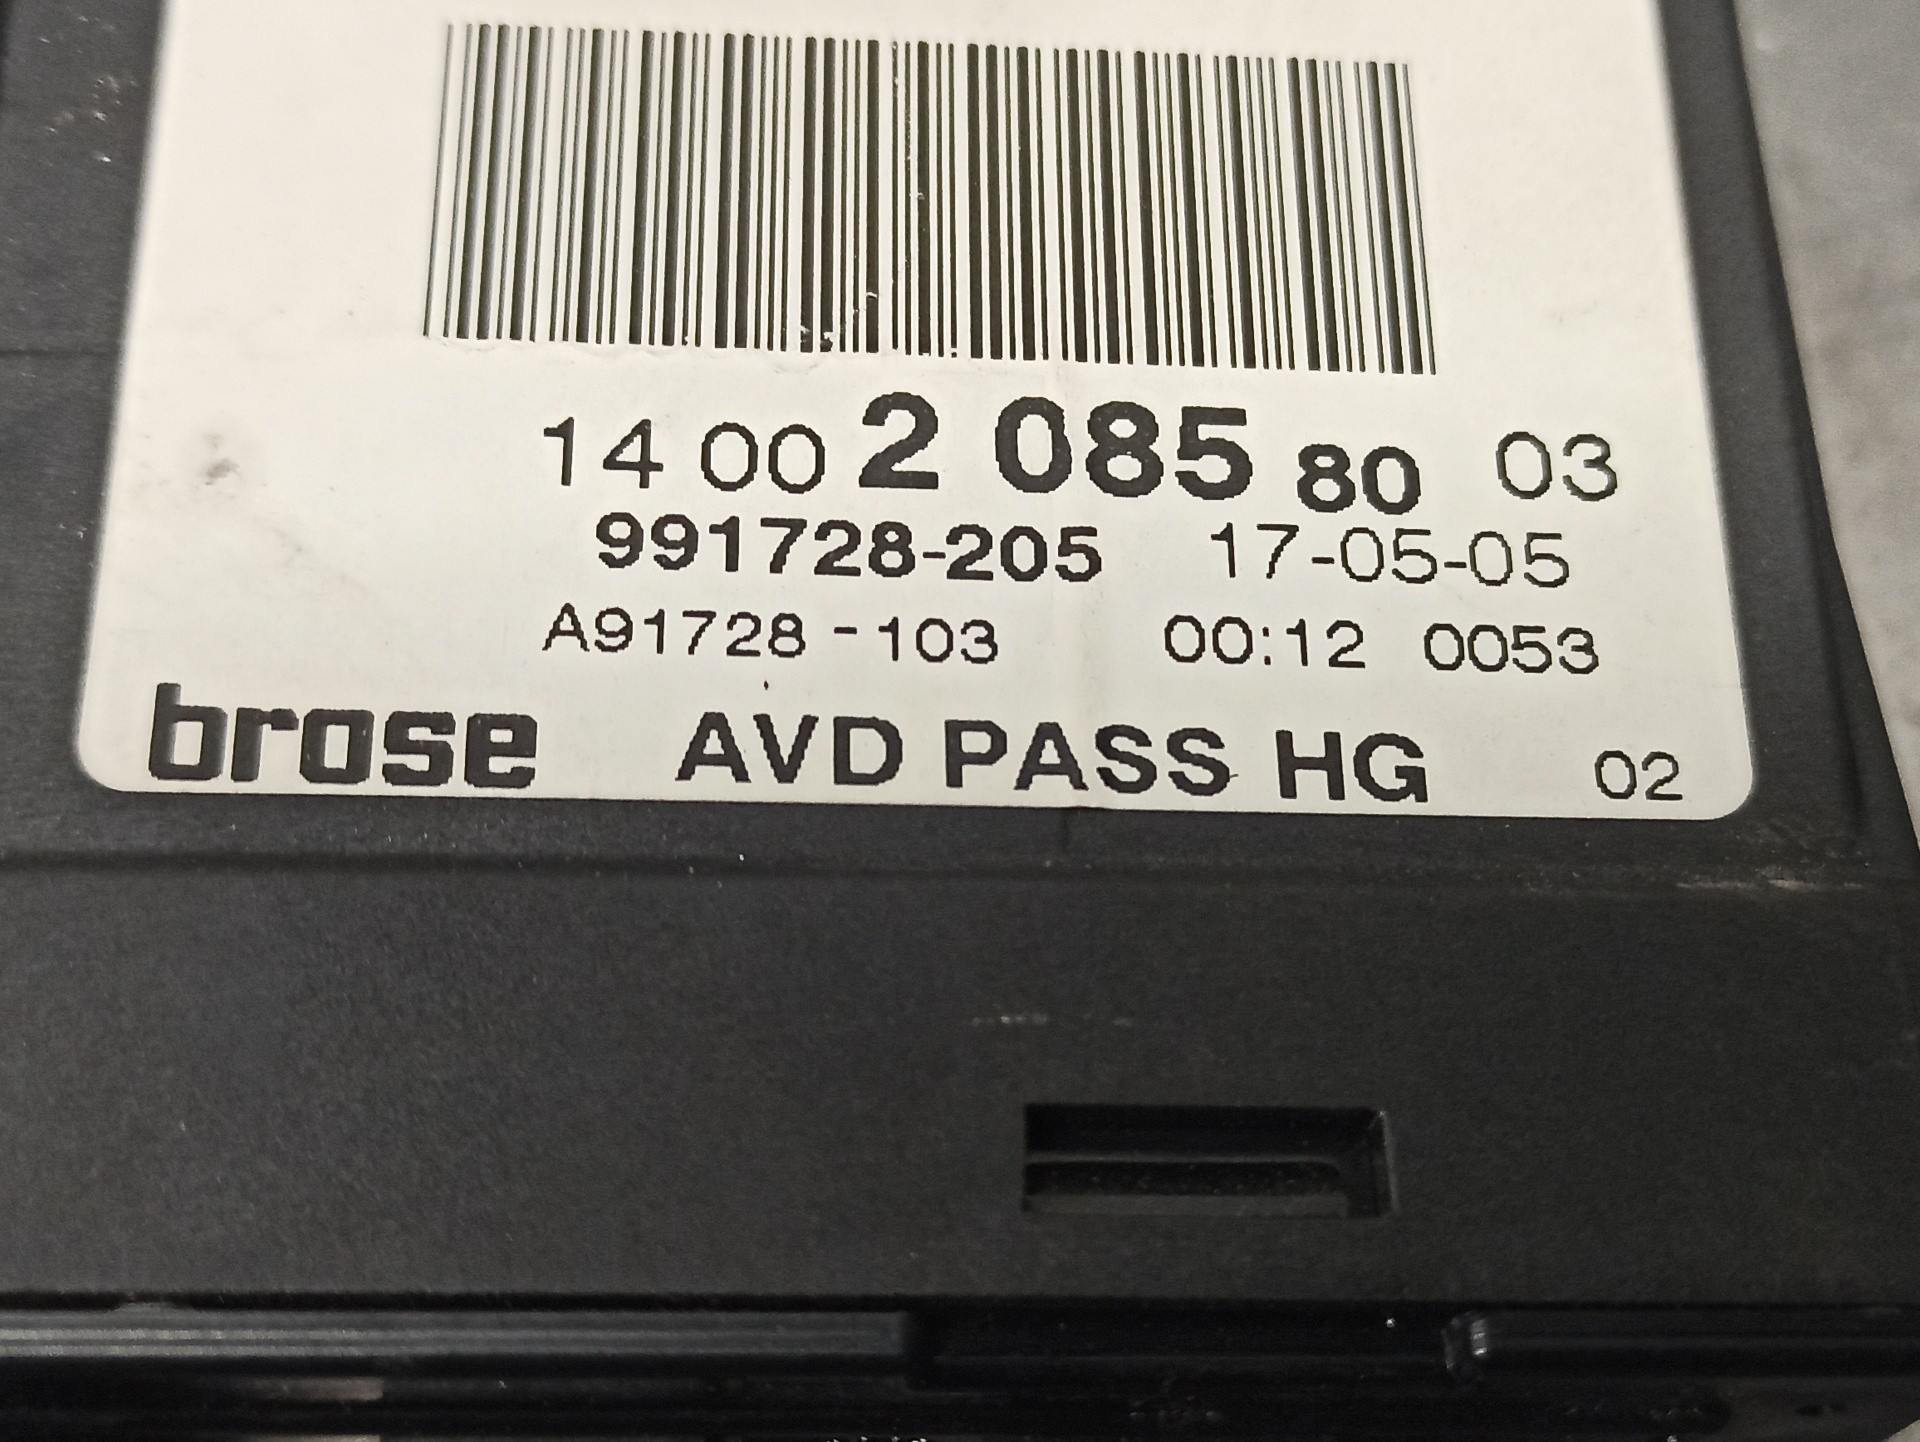 14 00 2 085 80 03
991728-205 17-05-05
A91728 - 103 00:12 0053
brose AVD PASS HG 02